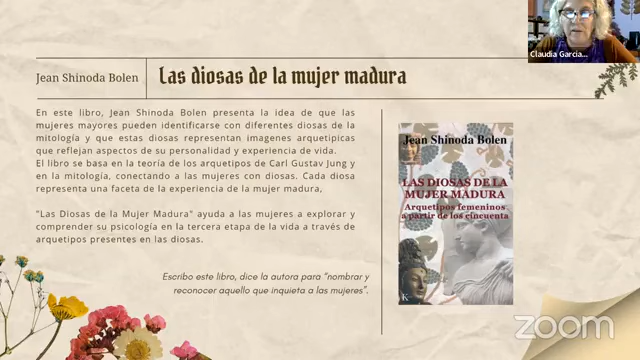 Claudia Garcia...
Jean Shinoda Bolen
Las diosas de la mujer madura
En este libro, Jean Shinoda Bolen presenta la idea de que las
mujeres mayores pueden identificarse con diferentes diosas de la
mitología y que estas diosas representan imagenes arquetipicas
que reflejan aspectos de su personalidad y experiencia de vida.
El libro se basa en la teoría de los arquetipos de Carl Gustav Jung y
en la mitología, conectando a las mujeres con diosas. Cada diosa
representa una faceta de la experiencia de la mujer madura,
"Las Diosas de la Mujer Madura" ayuda a las mujeres a explorar y
comprender su psicología en la tercera etapa de la vida a través de
arquetipos presentes en las diosas.
Escribo este libro, dice la autora para "nombrar y
reconocer aquello que inquieta a las mujeres".
Jean Shinoda Bolen
LAS DIOSAS DE LA
MUJER MADURA
Arquetipos femeninos
a partir de los cincuenta
K
zoom